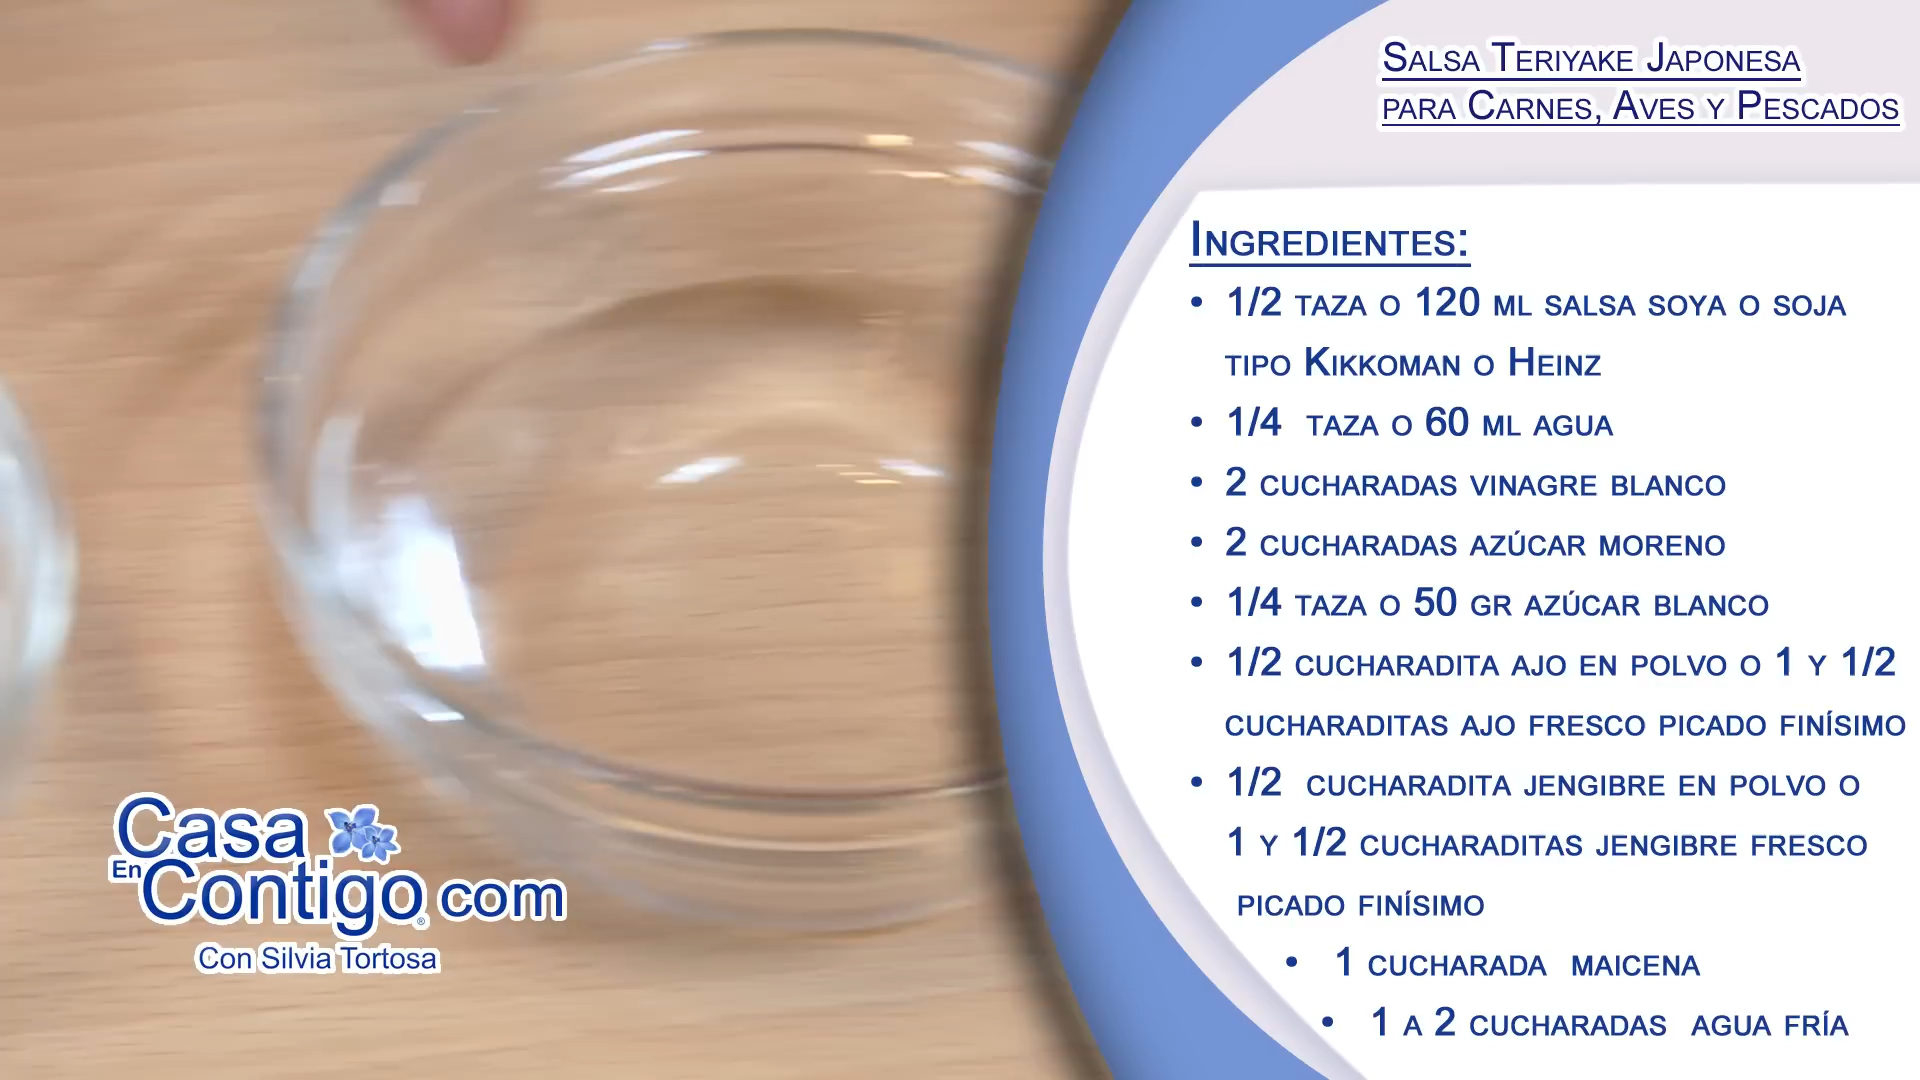 Salsa Teriyake Japonesa
para Carnes, Aves y Pescados
Ingredientes:
• 1/2 taza o 120 ml salsa soya o soja
tipo Kikkoman o Heinz
• 1/4 taza o 60 ml agua
• 2 cucharadas vinagre blanco
• 2 cucharadas azúcar moreno
• 1/4 taza o 50 gr azúcar blanco
• 1/2 cucharadita ajo en polvo o 1 y 1/2
cucharaditas ajo fresco picado finísimo
• 1/2 cucharadita jengibre en polvo o
1 y 1/2 cucharaditas jengibre fresco
picado finísimo
• 1 cucharada maicena
• 1 a 2 cucharadas agua fría
Casa
En Contigo® com
Con Silvia Tortosa